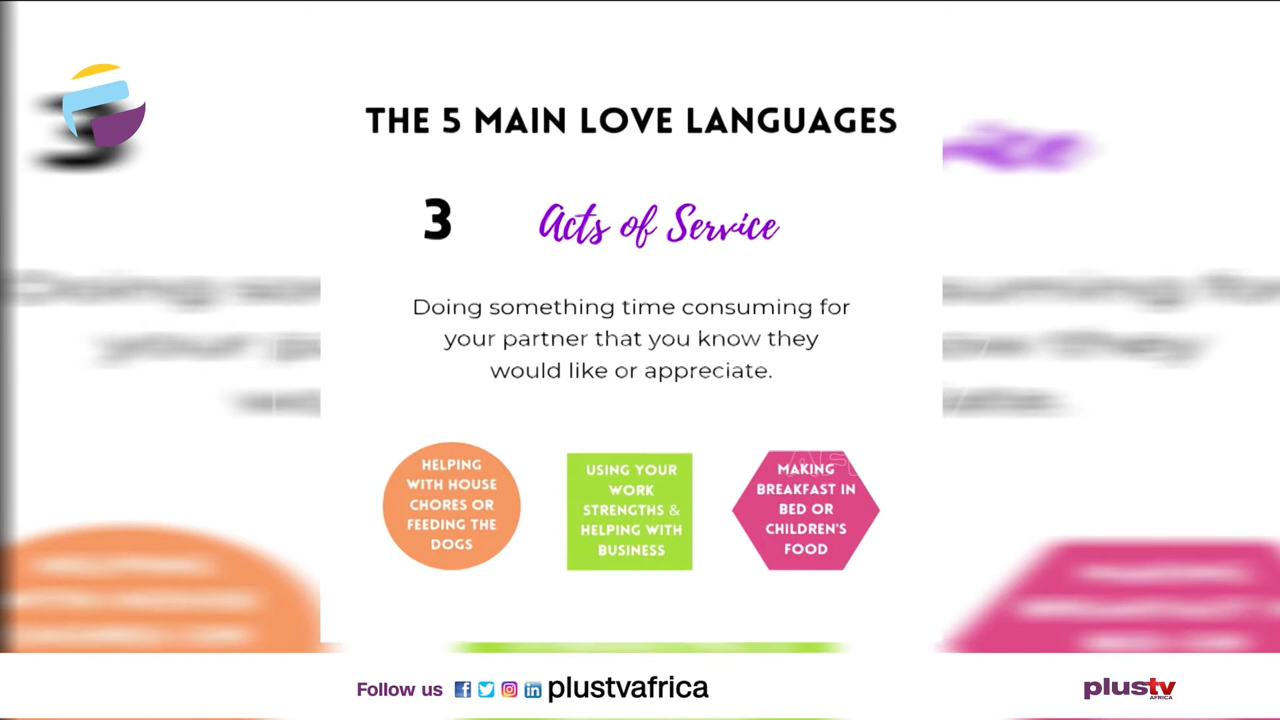 THE 5 MAIN LOVE LANGUAGES
3 Acts of Service
Doing something time consuming for
your partner that you know they
would like or appreciate.
HELPING
WITH HOUSE
CHORES OR
FEEDING THE
DOGS
USING YOUR
WORK
STRENGTHS &
HELPING WITH
BUSINESS
MAKING
BREAKFAST IN
BED OR
CHILDREN'S
FOOD
Follow us plustvafrica
plustv
AFRICA